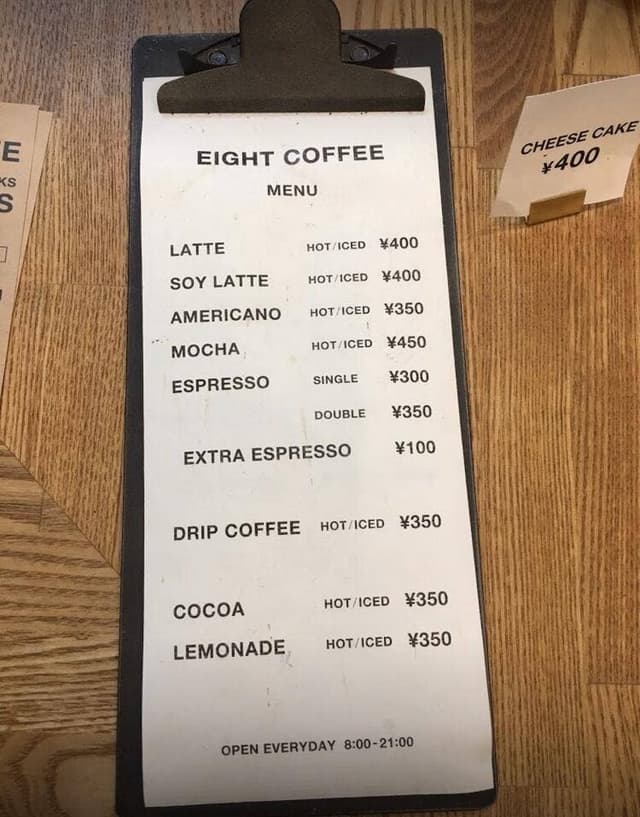 EIGHT COFFEE
MENU
LATTE HOT/ICED ¥400
SOY LATTE HOT/ICED ¥400
AMERICANO HOT/ICED ¥350
MOCHA HOT/ICED ¥450
ESPRESSO SINGLE ¥300
DOUBLE ¥350
EXTRA ESPRESSO ¥100
DRIP COFFEE HOT/ICED ¥350
COCOA HOT/ICED ¥350
LEMONADE HOT/ICED ¥350
OPEN EVERYDAY 8:00-21:00
CHEESE CAKE
¥400